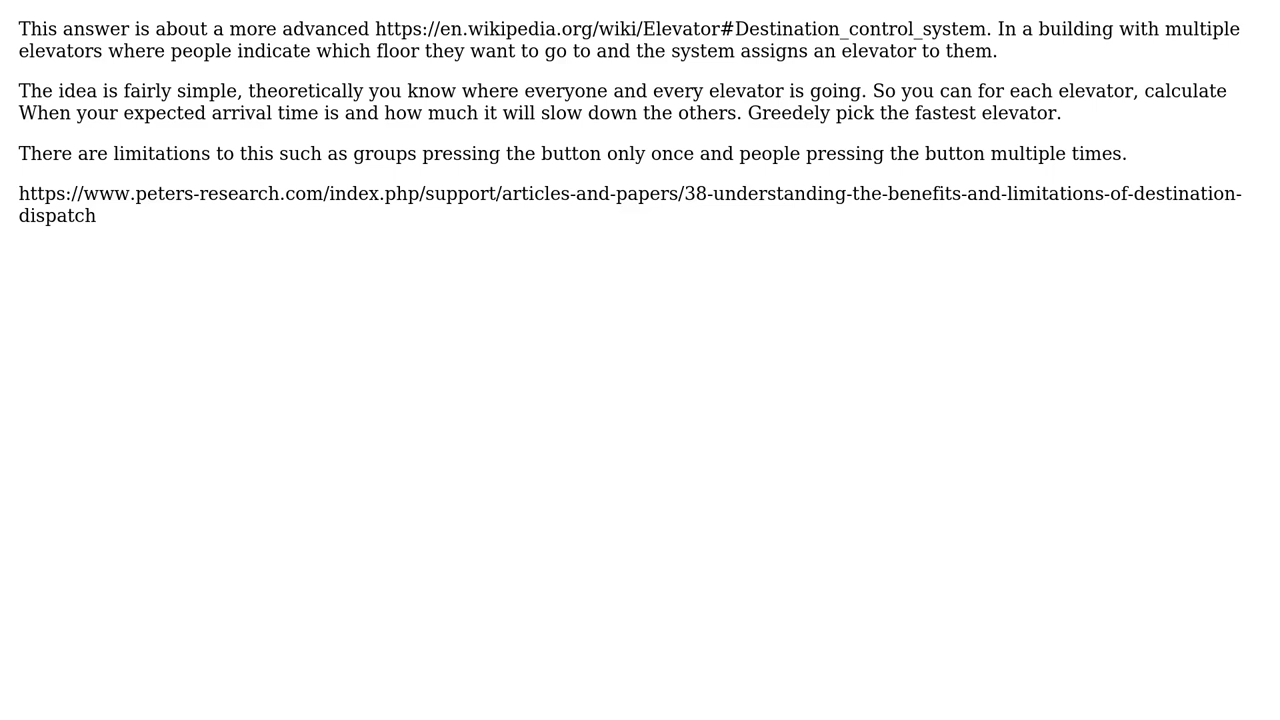 This answer is about a more advanced https://en.wikipedia.org/wiki/Elevator#Destination_control_system. In a building with multiple
elevators where people indicate which floor they want to go to and the system assigns an elevator to them.
The idea is fairly simple, theoretically you know where everyone and every elevator is going. So you can for each elevator, calculate
When your expected arrival time is and how much it will slow down the others. Greedely pick the fastest elevator.
There are limitations to this such as groups pressing the button only once and people pressing the button multiple times.
https://www.peters-research.com/index.php/support/articles-and-papers/38-understanding-the-benefits-and-limitations-of-destination-
dispatch